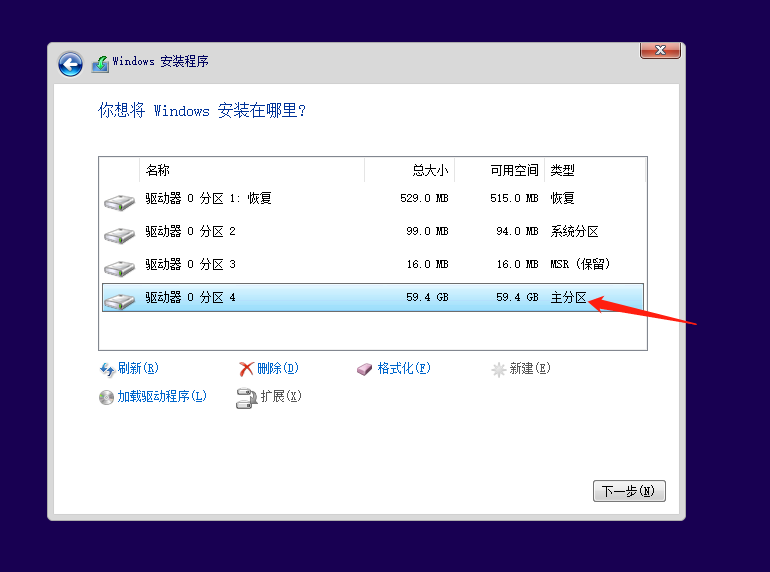 Windows 安装程序
你想将 Windows 安装在哪里?
名称 总大小 可用空间 类型
驱动器 0 分区 1: 恢复 529.0 MB 515.0 MB 恢复
驱动器 0 分区 2 99.0 MB 94.0 MB 系统分区
驱动器 0 分区 3 16.0 MB 16.0 MB MSR (保留)
驱动器 0 分区 4 59.4 GB 59.4 GB 主分区
刷新(R) 删除(D) 格式化(F) 新建(E)
加载驱动程序(L) 扩展(X)
下一步(N)